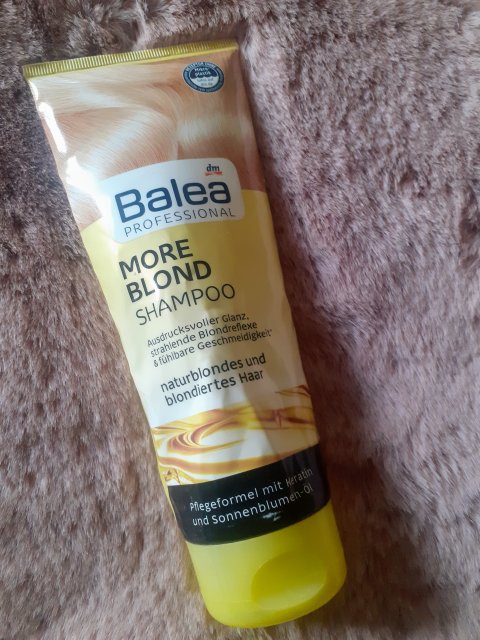 dm
Balea
PROFESSIONAL
MORE
BLOND
SHAMPOO
Ausdrucksvoller Glanz,
strahlende Blondreflexe
& fühlbare Geschmeidigkeit*
naturblondes und
blondiertes Haar
Pflegeformel mit Keratin
und Sonnenblumen-Öl